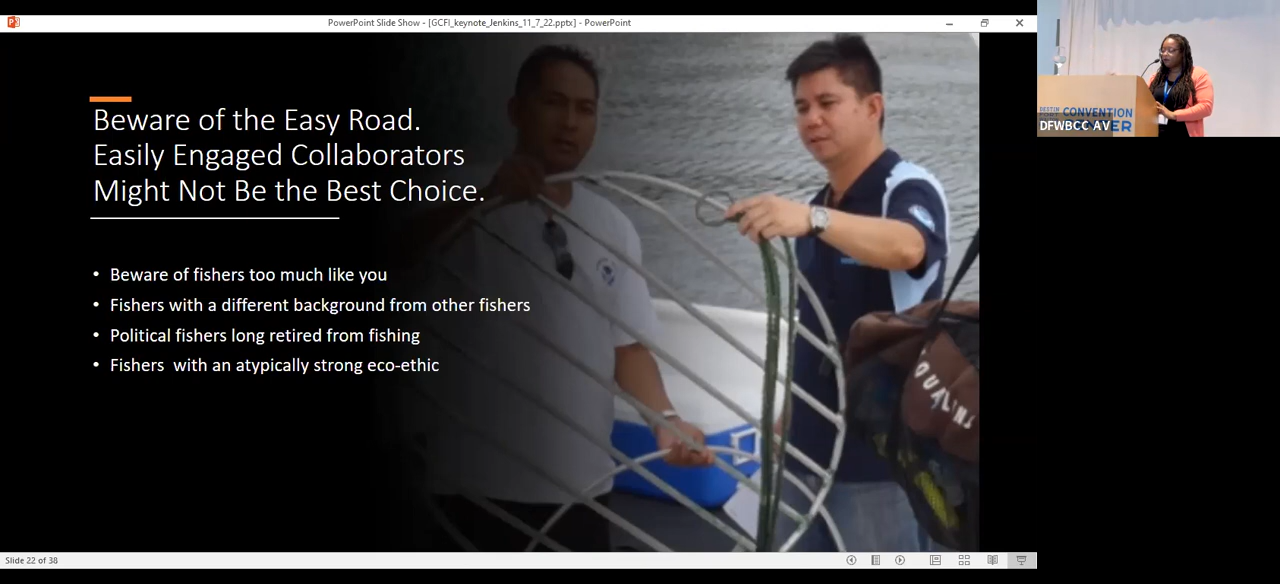 PowerPoint Slide Show - [GCFI_keynote_Jenkins_11_7_22.pptx] - PowerPoint
Beware of the Easy Road.
Easily Engaged Collaborators
Might Not Be the Best Choice.
• Beware of fishers too much like you
• Fishers with a different background from other fishers
• Political fishers long retired from fishing
• Fishers  with an atypically strong eco-ethic
Slide 22 of 38
CONVENTION
DFWBCC AV